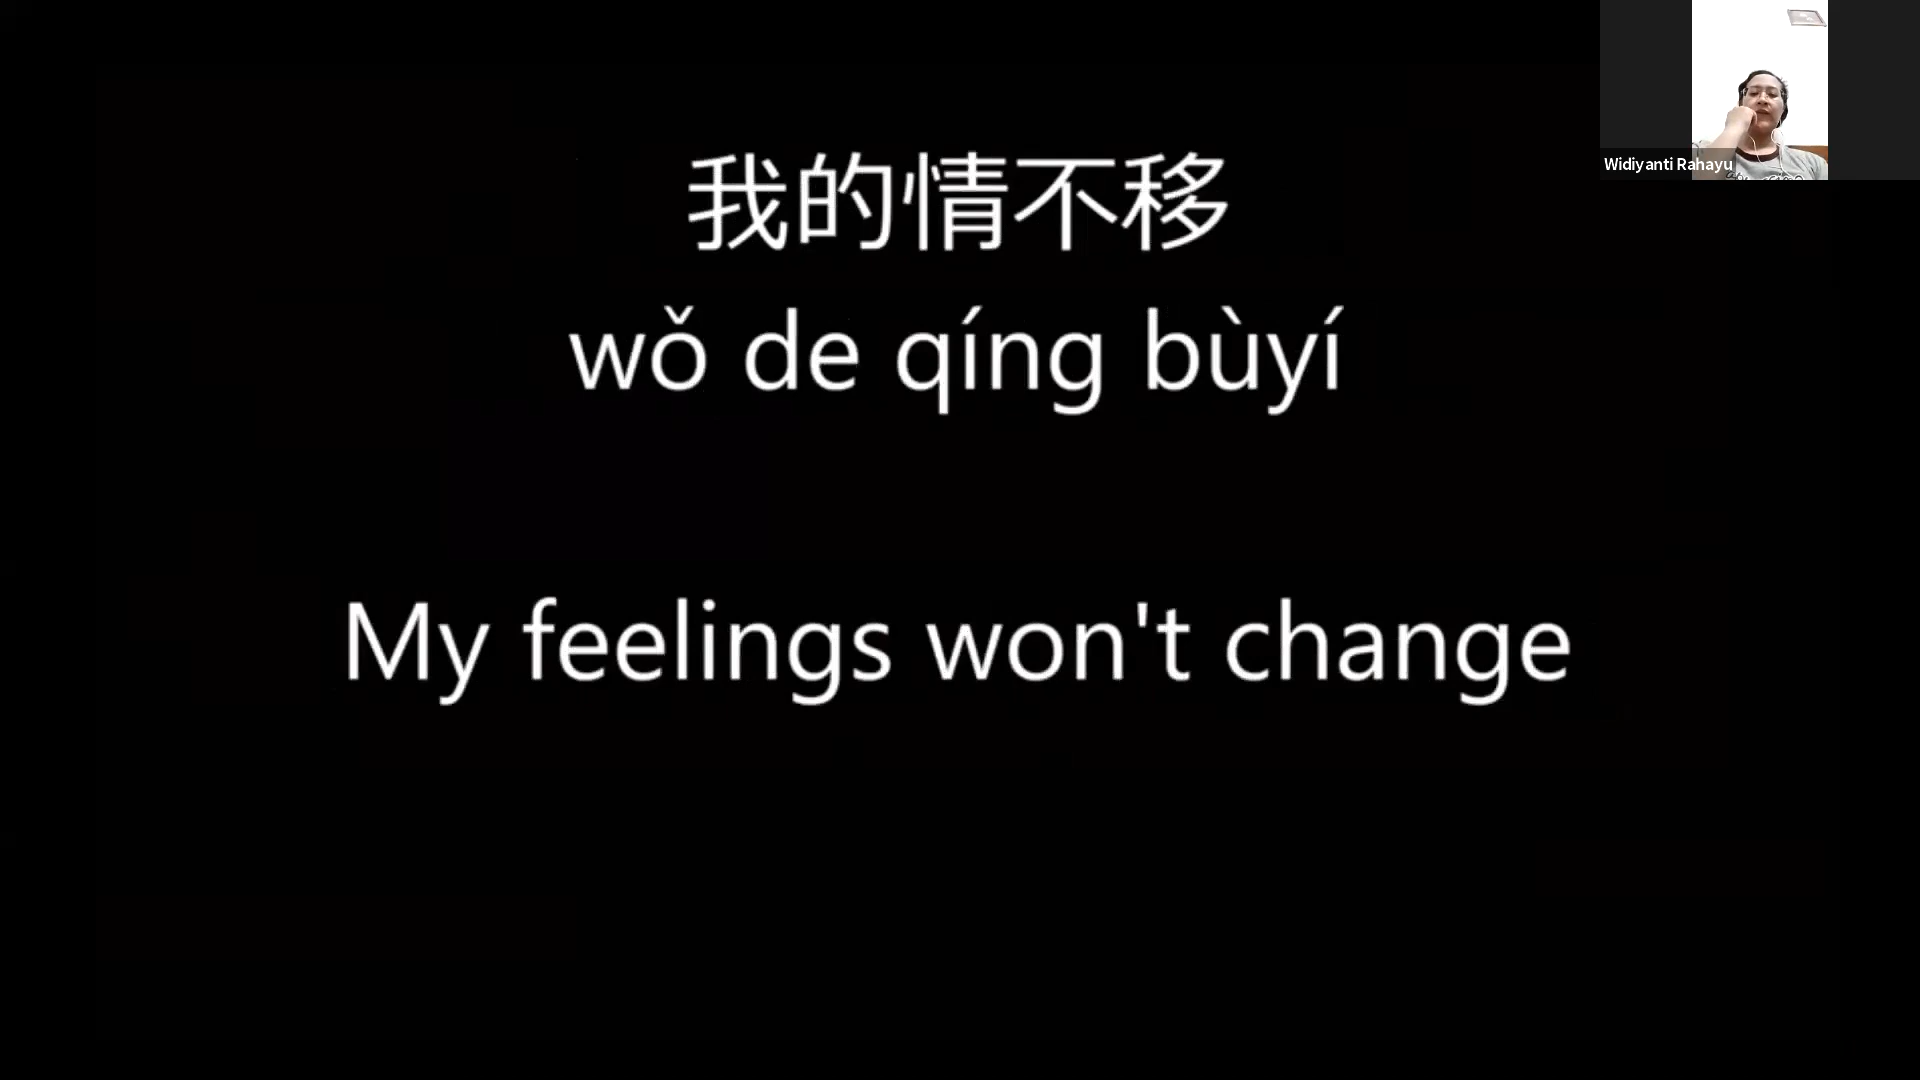 我的情不移
wǒ de qíng bùyí
My feelings won't change
Widiyanti Rahayu